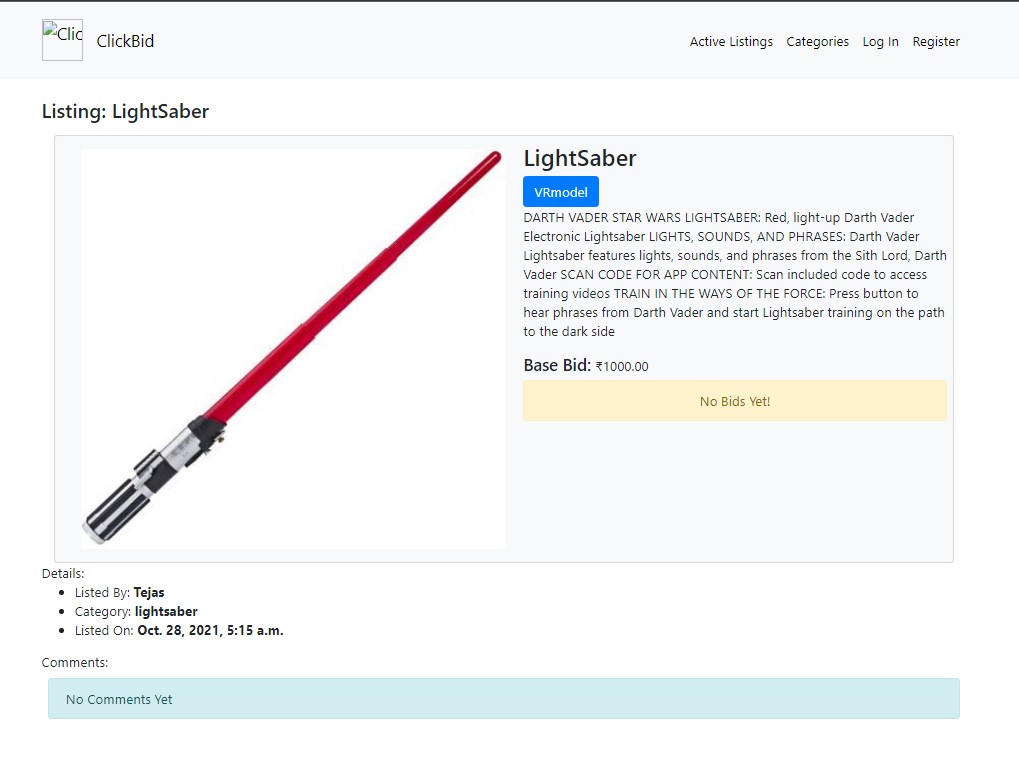 Clic
ClickBid
Active Listings Categories Log In Register
Listing: LightSaber
LightSaber
VRmodel
DARTH VADER STAR WARS LIGHTSABER: Red, light-up Darth Vader
Electronic Lightsaber LIGHTS, SOUNDS, AND PHRASES: Darth Vader
Lightsaber features lights, sounds, and phrases from the Sith Lord, Darth
Vader SCAN CODE FOR APP CONTENT: Scan included code to access
training videos TRAIN IN THE WAYS OF THE FORCE: Press button to
hear phrases from Darth Vader and start Lightsaber training on the path
to the dark side
Base Bid: ₹1000.00
No Bids Yet!
Details:
• Listed By: Tejas
• Category: lightsaber
• Listed On: Oct. 28, 2021, 5:15 a.m.
Comments:
No Comments Yet